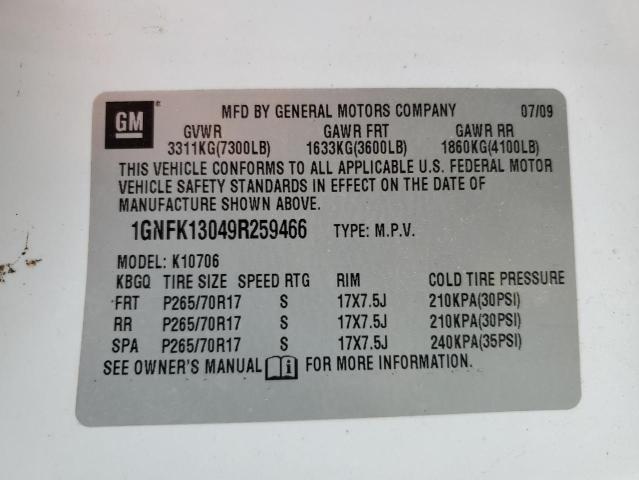 GM® MFD BY GENERAL MOTORS COMPANY 07/09
GVWR GAWR FRT GAWR RR
3311KG(7300LB) 1633KG(3600LB) 1860KG(4100LB)
THIS VEHICLE CONFORMS TO ALL APPLICABLE U.S. FEDERAL MOTOR
VEHICLE SAFETY STANDARDS IN EFFECT ON THE DATE OF
MANUFACTURE SHOWN ABOVE.
1GNFK13049R259466 TYPE: M.P.V.
MODEL: K10706
KBGQ TIRE SIZE SPEED RTG RIM COLD TIRE PRESSURE
FRT P265/70R17 S 17X7.5J 210KPA(30PSI)
RR P265/70R17 S 17X7.5J 210KPA(30PSI)
SPA P265/70R17 S 17X7.5J 240KPA(35PSI)
SEE OWNER'S MANUAL FOR MORE INFORMATION.